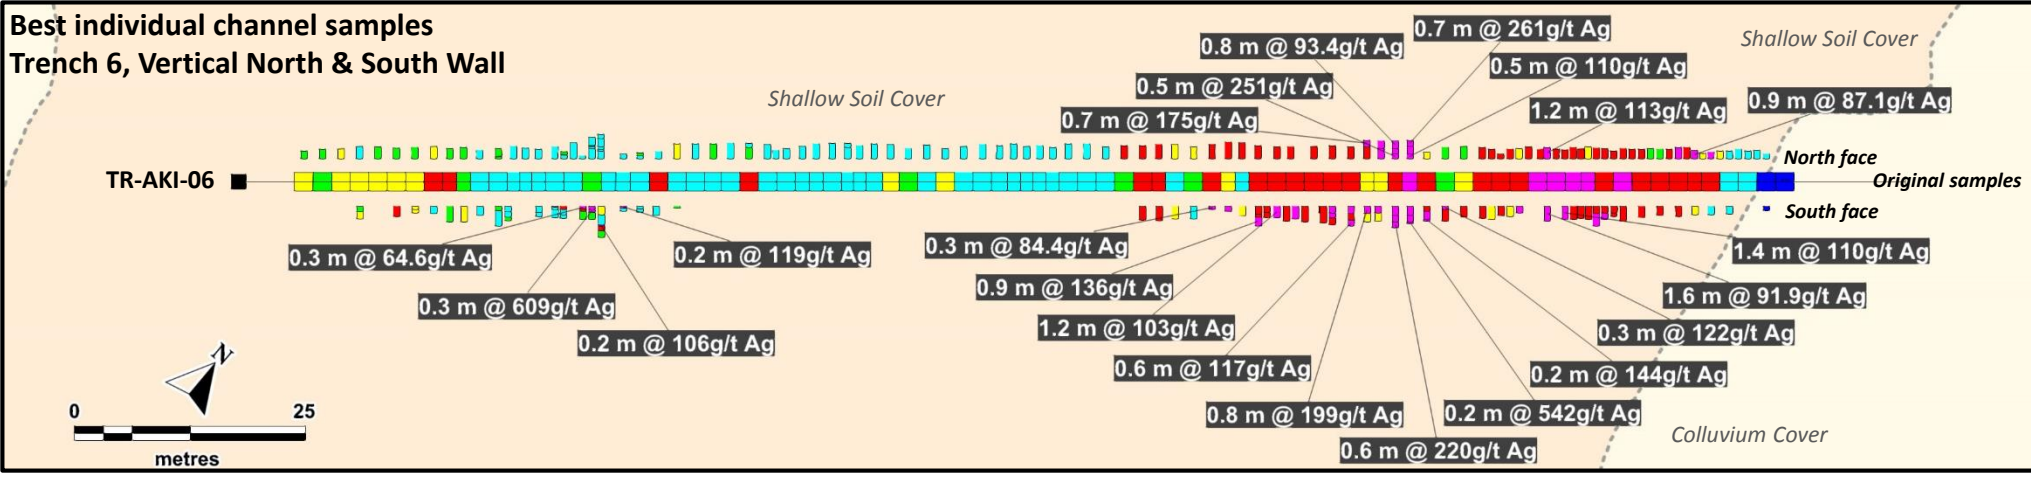 Best individual channel samples
Trench 6, Vertical North & South Wall
0.7 m @ 261g/t Ag
0.8 m @ 93.4g/t Ag
Shallow Soil Cover
0.5 m @ 110g/t Ag
0.5 m @ 251g/t Ag
Shallow Soil Cover
0.9 m @ 87.1g/t Ag
1.2 m @ 113g/t Ag
0.7 m @ 175g/t Ag
North face
TR-AKI-06
Original samples
South face
0.3 m @ 84.4g/t Ag
1.4 m @ 110g/t Ag
0.2 m @ 119g/t Ag
0.3 m @ 64.6g/t Ag
0.9 m @ 136g/t Ag
1.6 m @ 91.9g/t Ag
0.3 m @ 609g/t Ag
1.2 m @ 103g/t Ag
0.3 m @ 122g/t Ag
0.2 m @ 106g/t Ag
N
0.6 m @ 117g/t Ag
0.2 m @ 144g/t Ag
0 25
0.8 m @ 199g/t Ag
0.2 m @ 542g/t Ag
Colluvium Cover
0.6 m @ 220g/t Ag
metres